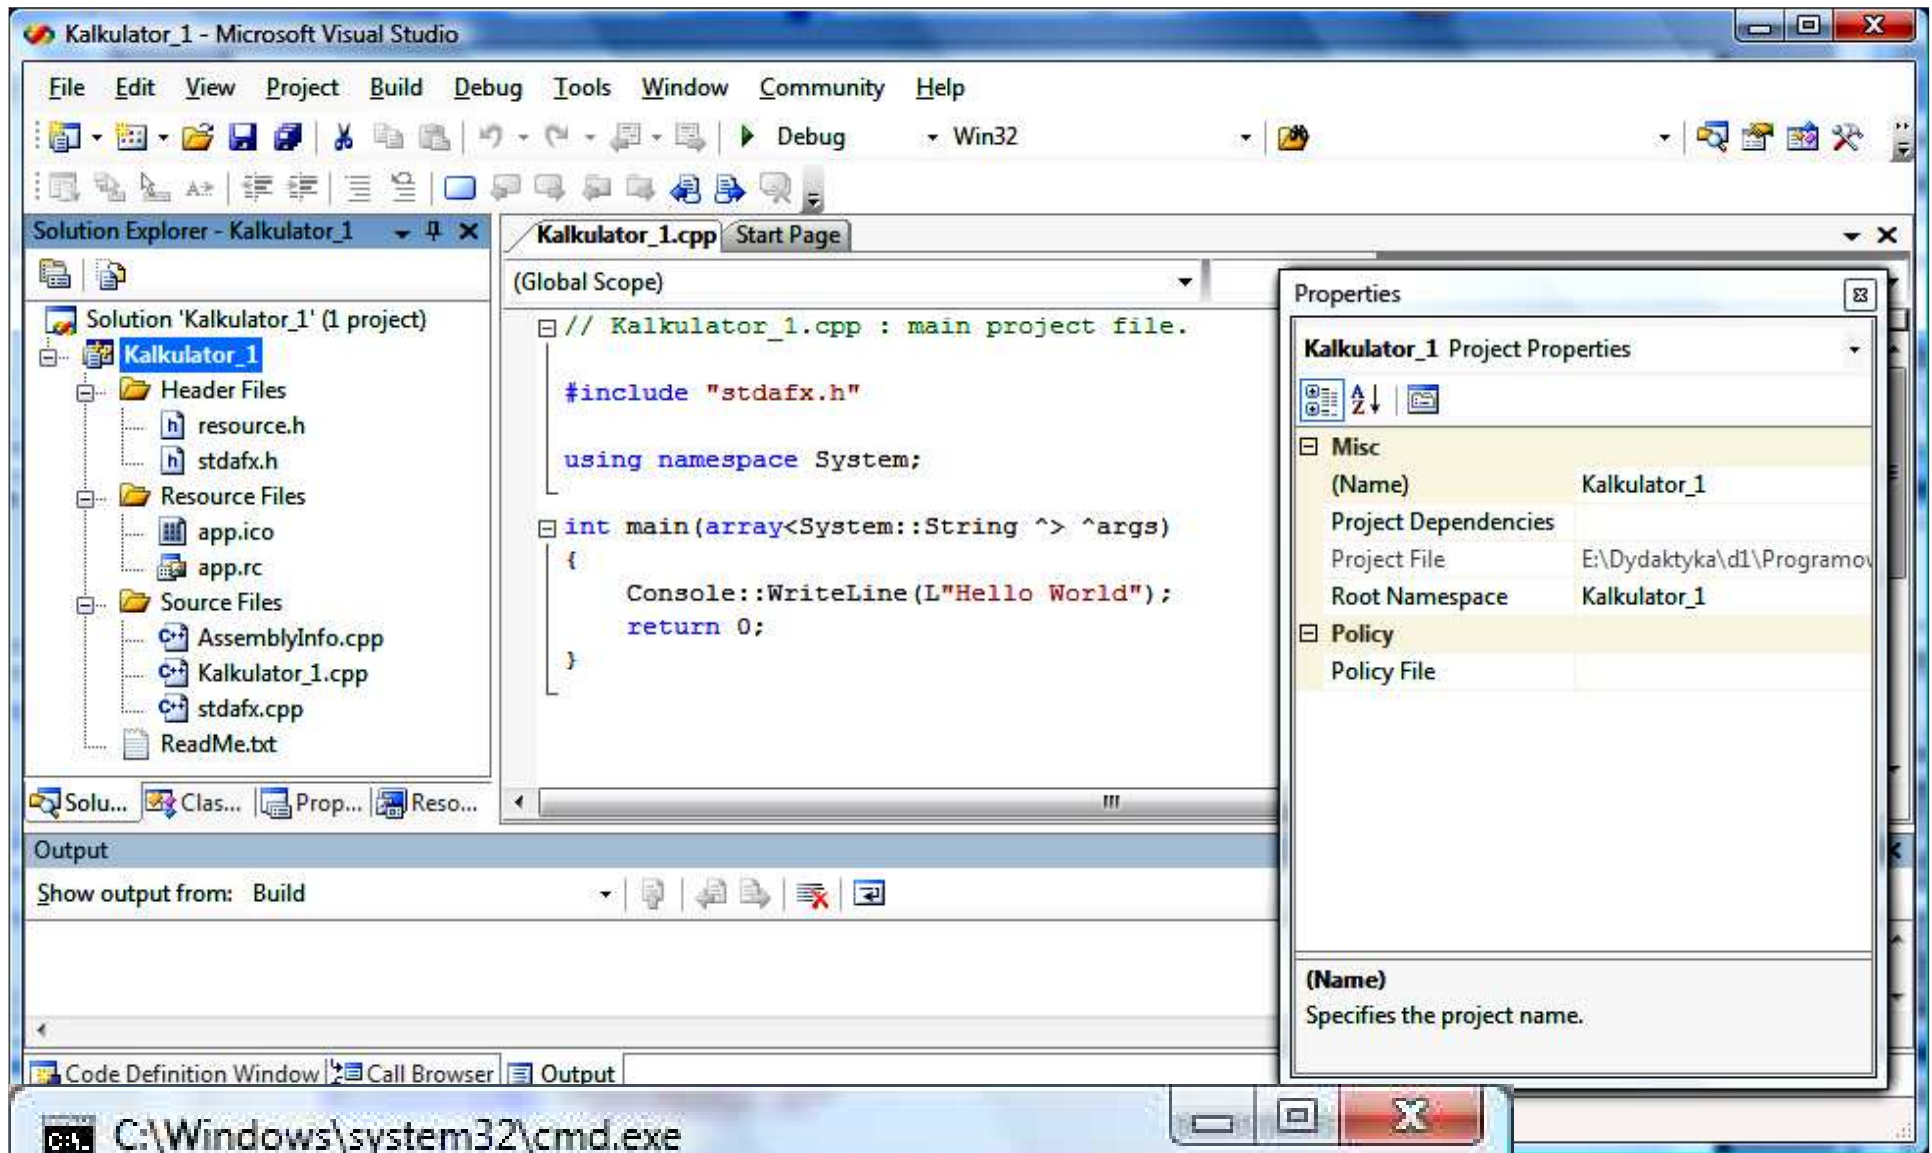 Kalkulator_1 - Microsoft Visual Studio
File Edit View Project Build Debug Tools Window Community Help
Debug Win32
Solution Explorer - Kalkulator_1
Solution 'Kalkulator_1' (1 project)
Kalkulator_1
Header Files
resource.h
stdafx.h
Resource Files
app.ico
app.rc
Source Files
AssemblyInfo.cpp
Kalkulator_1.cpp
stdafx.cpp
ReadMe.txt
Solu... Clas... Prop... Reso...
Kalkulator_1.cpp Start Page
(Global Scope)
// Kalkulator_1.cpp : main project file.
#include "stdafx.h"
using namespace System;
int main(array<System::String ^> ^args)
{
Console::WriteLine(L"Hello World");
return 0;
}
Properties
Kalkulator_1 Project Properties
Misc
(Name) Kalkulator_1
Project Dependencies
Project File E:\Dydaktyka\d1\Programov
Root Namespace Kalkulator_1
Policy
Policy File
(Name)
Specifies the project name.
Output
Show output from: Build
Code Definition Window Call Browser Output
C:\Windows\system32\cmd.exe